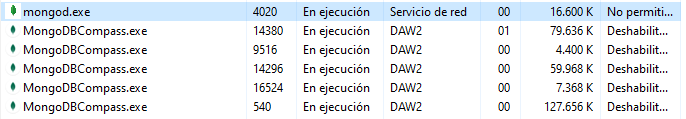 mongod.exe 4020 En ejecución Servicio de red 00 16.600 K No permiti...
MongoDBCompass.exe 14380 En ejecución DAW2 01 79.636 K Deshabilit...
MongoDBCompass.exe 9516 En ejecución DAW2 00 4.400 K Deshabilit...
MongoDBCompass.exe 14296 En ejecución DAW2 00 59.968 K Deshabilit...
MongoDBCompass.exe 16524 En ejecución DAW2 00 7.368 K Deshabilit...
MongoDBCompass.exe 540 En ejecución DAW2 00 127.656 K Deshabilit...